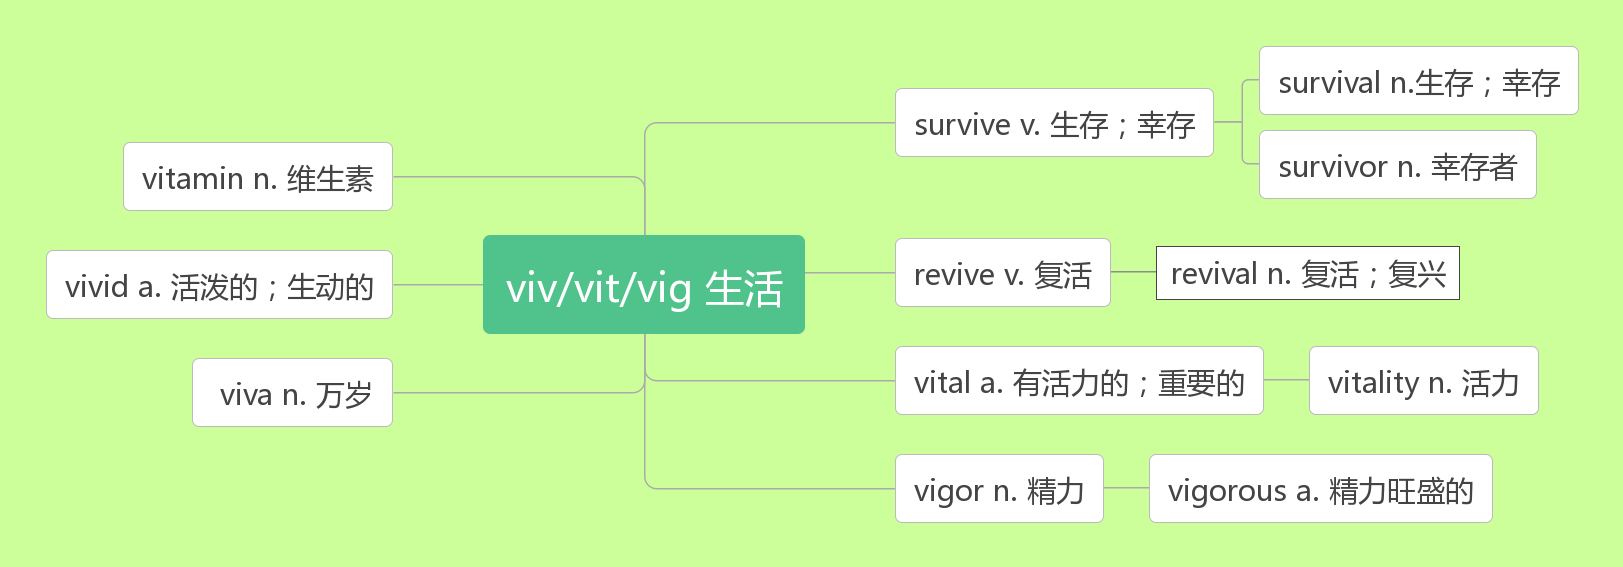 viv/vit/vig 生活
survive v. 生存；幸存
survival n.生存；幸存
survivor n. 幸存者
revive v. 复活
revival n. 复活；复兴
vital a. 有活力的；重要的
vitality n. 活力
vigor n. 精力
vigorous a. 精力旺盛的
vitamin n. 维生素
vivid a. 活泼的；生动的
viva n. 万岁